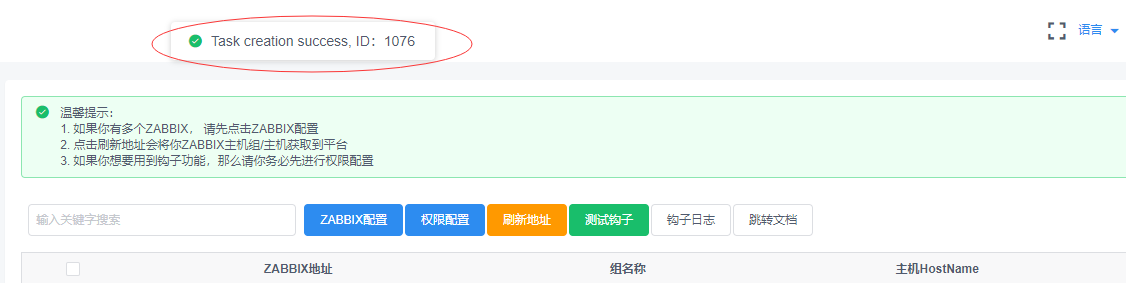 Task creation success, ID：1076
语言
温馨提示：
1. 如果你有多个ZABBIX， 请先点击ZABBIX配置
2. 点击刷新地址会将你ZABBIX主机组/主机获取到平台
3. 如果你想要用到钩子功能，那么请你务必先进行权限配置
输入关键字搜索 ZABBIX配置 权限配置 刷新地址 测试钩子 钩子日志 跳转文档
ZABBIX地址 组名称 主机HostName